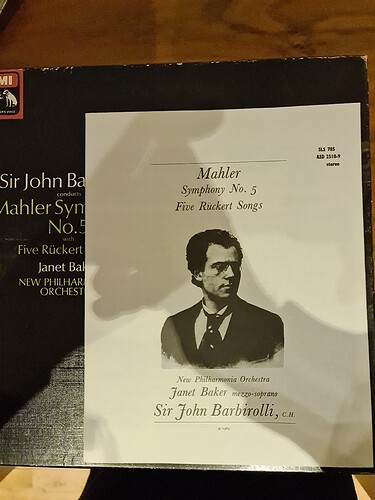 EMI
Sir John Ba
conducts
Mahler Sym
No.5
with
Five Rückert
Janet Bak
NEW PHILHAR
ORCHEST
SLS 785
ASD 2518-9
stereo
Mahler
Symphony No. 5
Five Rückert Songs
New Philharmonia Orchestra
Janet Baker mezzo-soprano
Sir John Barbirolli, C.H.